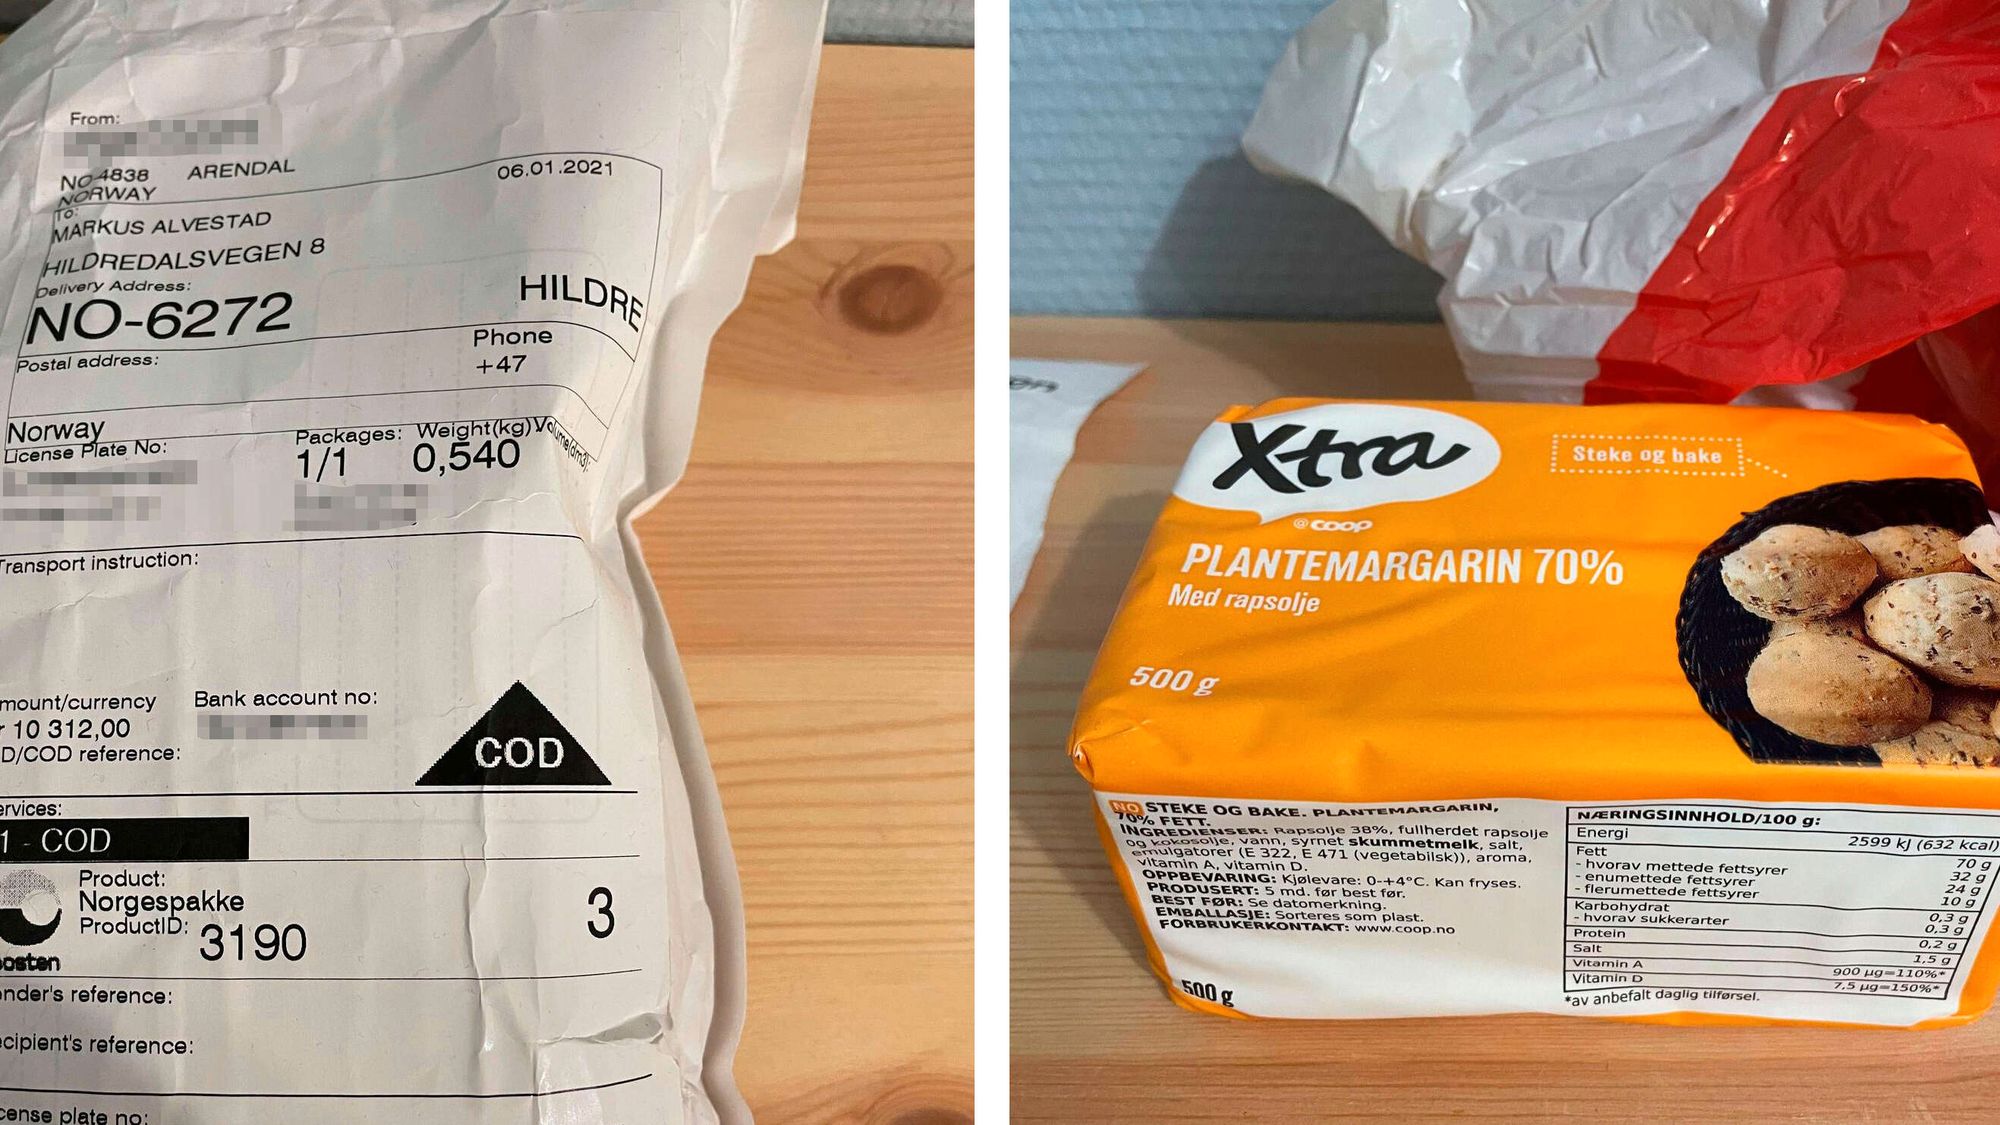 From:
NO-4838 ARENDAL
NORWAY
06.01.2021
To:
MARKUS ALVESTAD
HILDREDALSVEGEN 8
Delivery Address:
NO-6272
HILDRE
Postal address:
Phone
+47
Norway
License Plate No:
Packages: Weight(kg) Volume(dm3):
1/1 0,540
Transport instruction:
mount/currency Bank account no:
r 10 312,00
D/COD reference:
COD
ervices:
1 - COD
Product:
Norgespakke
ProductID: 3190
3
posten
ender's reference:
ecipient's reference:
cense plate no:
øn
X-tra
coop
Steke og bake
PLANTEMARGARIN 70%
Med rapsolje
500 g
NO STEKE OG BAKE. PLANTEMARGARIN,
70% FETT.
INGREDIENSER: Rapsolje 38%, fullherdet rapsolje
og kokosolje, vann, syrnet skummetmelk, salt,
emulgatorer (E 322, E 471 (vegetabilsk)), aroma,
vitamin A, vitamin D.
OPPBEVARING: Kjølevare: 0-+4°C. Kan fryses.
PRODUSERT: 5 md. før best før.
BEST FØR: Se datomerking.
EMBALLASJE: Sorteres som plast.
FORBRUKERKONTAKT: www.coop.no
500 g
NÆRINGSINNHOLD/100 g:
Energi 2599 kJ (632 kcal)
Fett 70 g
- hvorav mettede fettsyrer 32 g
- enumettede fettsyrer 24 g
- flerumettede fettsyrer 10 g
Karbohydrat 0,3 g
- hvorav sukkerarter 0,3 g
Protein 0,2 g
Salt 1,5 g
Vitamin A 900 µg=110%*
Vitamin D 7,5 µg=150%*
*av anbefalt daglig tilførsel.